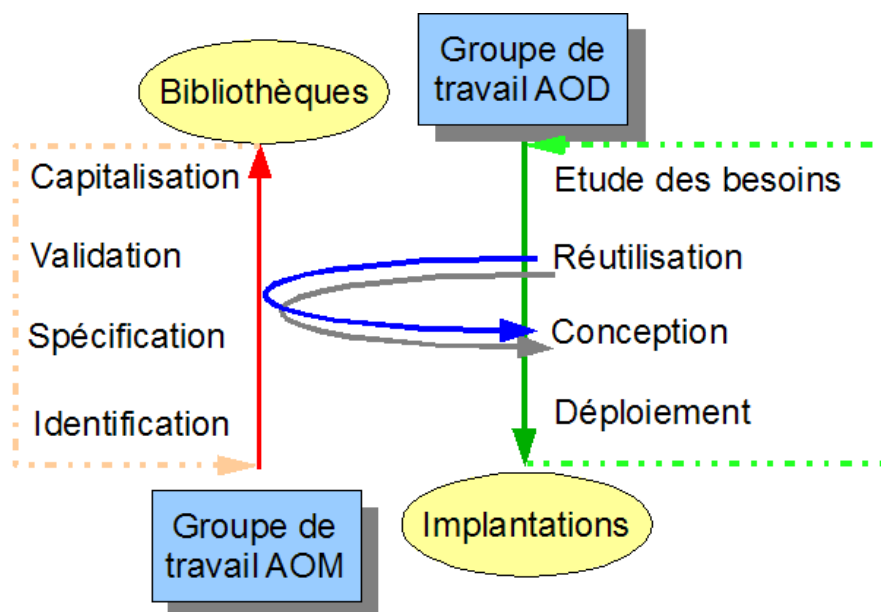 Groupe de
travail AOD
Bibliothèques
Capitalisation
Etude des besoins
Validation
Réutilisation
Spécification
Conception
Identification
Déploiement
Groupe de
travail AOM
Implantations